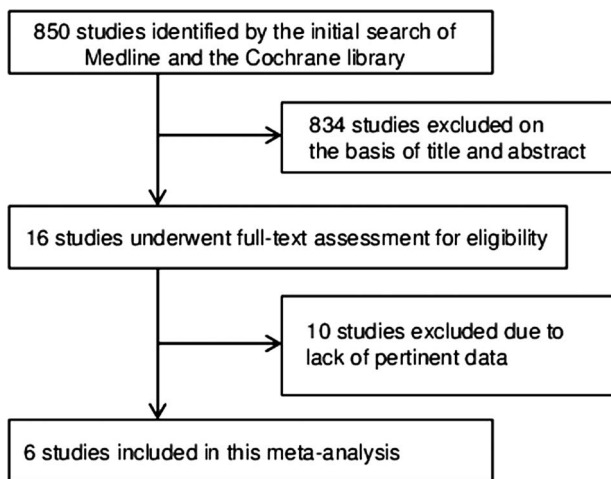 850 studies identified by the initial search of
Medline and the Cochrane library
834 studies excluded on
the basis of title and abstract
16 studies underwent full-text assessment for eligibility
10 studies excluded due to
lack of pertinent data
6 studies included in this meta-analysis